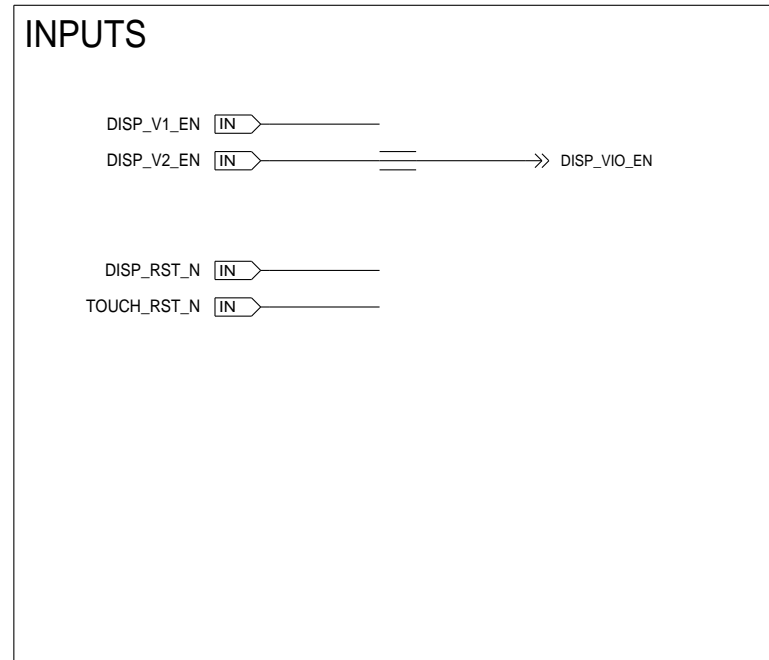 INPUTS
DISP_V1_EN IN
DISP_V2_EN IN DISP_VIO_EN
DISP_RST_N IN
TOUCH_RST_N IN